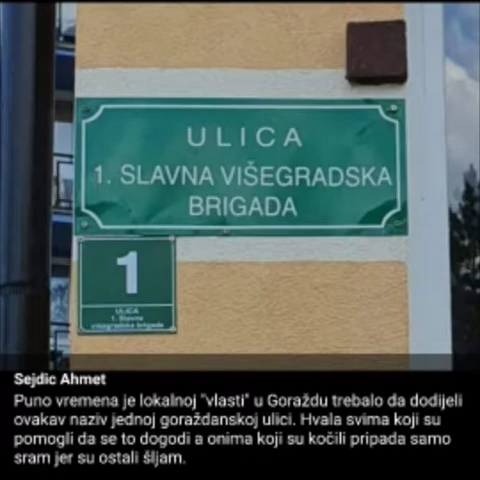 ULICA
1. SLAVNA VIŠEGRADSKA
BRIGADA
1
ULICA
1. Slavna
višegradska brigada
Sejdic Ahmet
Puno vremena je lokalnoj "vlasti" u Goraždu trebalo da dodijeli
ovakav naziv jednoj goraždanskoj ulici. Hvala svima koji su
pomogli da se to dogodi a onima koji su kočili pripada samo
sram jer su ostali šljam.